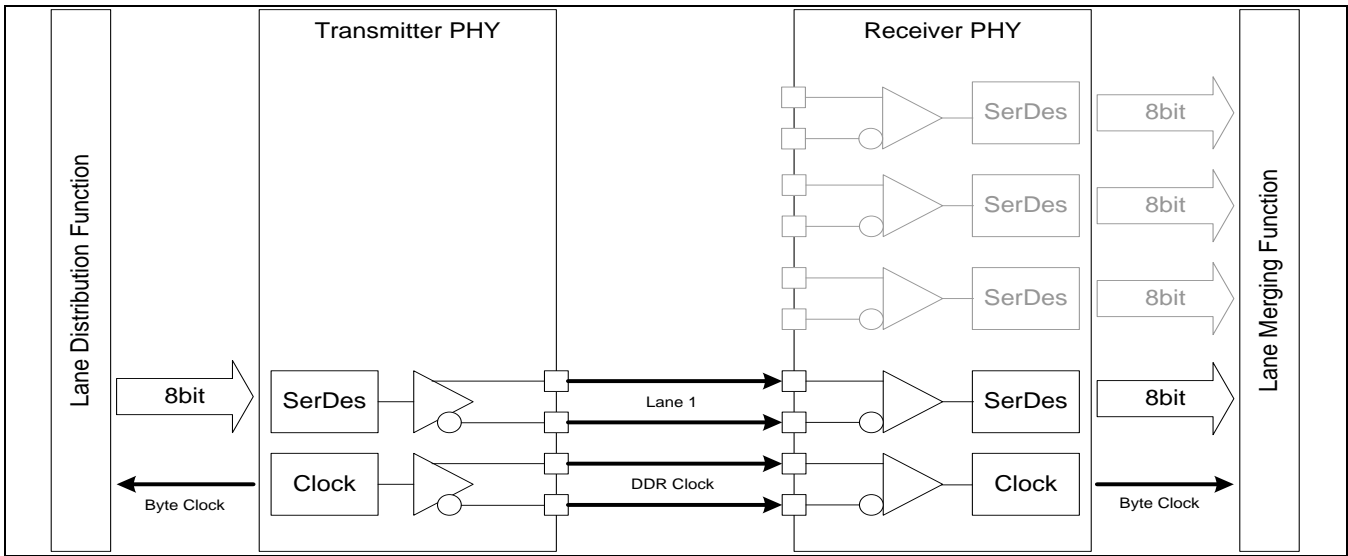 Transmitter PHY
Receiver PHY
Lane Distribution Function
Lane Merging Function
SerDes
8bit
SerDes
8bit
SerDes
8bit
8bit
SerDes
Lane 1
SerDes
8bit
Byte Clock
Clock
DDR Clock
Clock
Byte Clock